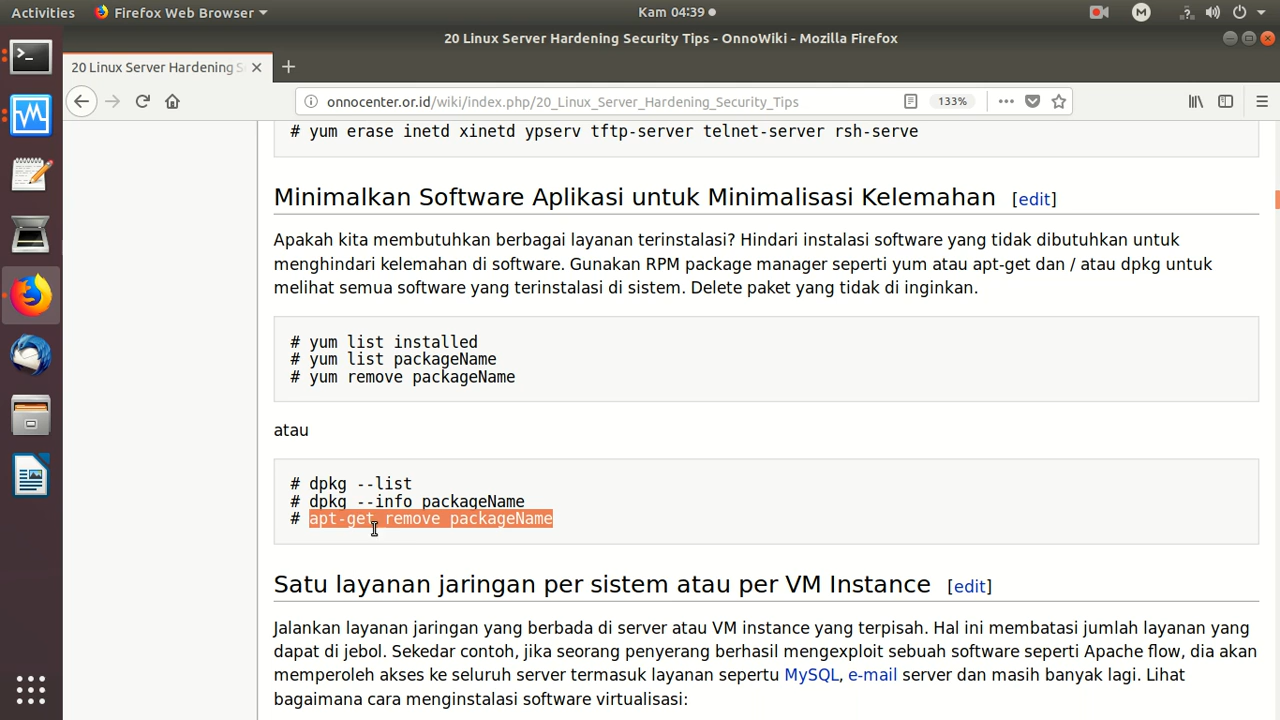 Activities Firefox Web Browser Kam 04:39
20 Linux Server Hardening Security Tips - OnnoWiki - Mozilla Firefox
20 Linux Server Hardening S
onnocenter.or.id/wiki/index.php/20_Linux_Server_Hardening_Security_Tips 133%
# yum erase inetd xinetd ypserv tftp-server telnet-server rsh-serve
Minimalkan Software Aplikasi untuk Minimalisasi Kelemahan [edit]
Apakah kita membutuhkan berbagai layanan terinstalasi? Hindari instalasi software yang tidak dibutuhkan untuk
menghindari kelemahan di software. Gunakan RPM package manager seperti yum atau apt-get dan / atau dpkg untuk
melihat semua software yang terinstalasi di sistem. Delete paket yang tidak di inginkan.
# yum list installed
# yum list packageName
# yum remove packageName
atau
# dpkg --list
# dpkg --info packageName
# apt-get remove packageName
Satu layanan jaringan per sistem atau per VM Instance [edit]
Jalankan layanan jaringan yang berbada di server atau VM instance yang terpisah. Hal ini membatasi jumlah layanan yang
dapat di jebol. Sekedar contoh, jika seorang penyerang berhasil mengexploit sebuah software seperti Apache flow, dia akan
memperoleh akses ke seluruh server termasuk layanan sepertu MySQL, e-mail server dan masih banyak lagi. Lihat
bagaimana cara menginstalasi software virtualisasi: